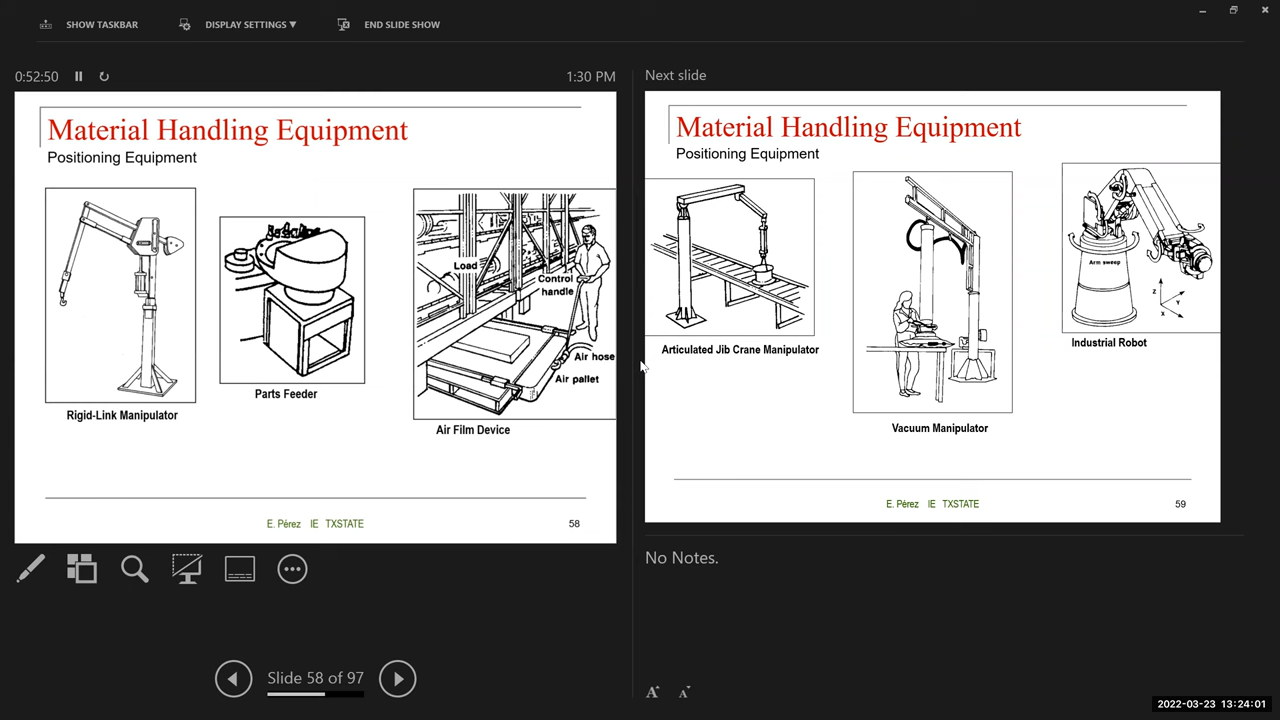 SHOW TASKBAR
DISPLAY SETTINGS ▼
END SLIDE SHOW
0:52:50
1:30 PM
Material Handling Equipment
Positioning Equipment
Load
Control
handle
Air hose
Air pallet
Rigid-Link Manipulator
Parts Feeder
Air Film Device
E. Pérez IE TXSTATE
58
Next slide
Material Handling Equipment
Positioning Equipment
Arm sweep
Z
Y
X
Articulated Jib Crane Manipulator
Industrial Robot
Vacuum Manipulator
E. Pérez IE TXSTATE
59
No Notes.
Slide 58 of 97
A A
2022-03-23 13:24:01